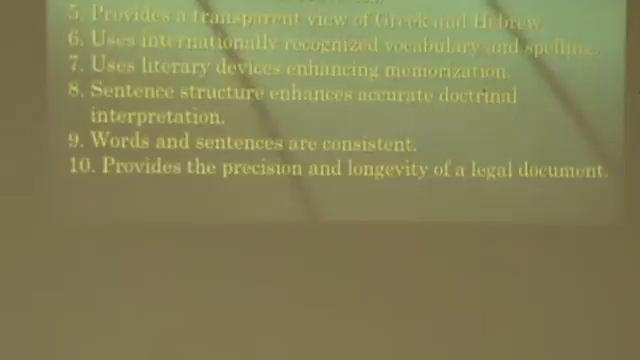 5. Provides a transparent view of Greek and Hebrew.
6. Uses internationally recognized vocabulary and spelling.
7. Uses literary devices enhancing memorization.
8. Sentence structure enhances accurate doctrinal
interpretation.
9. Words and sentences are consistent.
10. Provides the precision and longevity of a legal document.